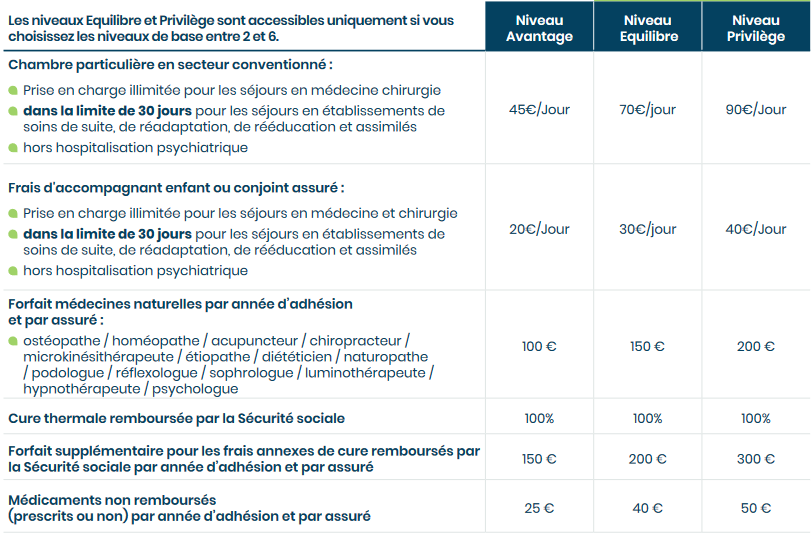 Les niveaux Equilibre et Privilège sont accessibles uniquement si vous
choisissez les niveaux de base entre 2 et 6.
Niveau
Avantage
Niveau
Equilibre
Niveau
Privilège
Chambre particulière en secteur conventionné :
Prise en charge illimitée pour les séjours en médecine chirurgie
dans la limite de 30 jours pour les séjours en établissements de
soins de suite, de réadaptation, de rééducation et assimilés
hors hospitalisation psychiatrique
45€/Jour
70€/jour
90€/Jour
Frais d'accompagnant enfant ou conjoint assuré :
Prise en charge illimitée pour les séjours en médecine et chirurgie
dans la limite de 30 jours pour les séjours en établissements de
soins de suite, de réadaptation, de rééducation et assimilés
hors hospitalisation psychiatrique
20€/Jour
30€/jour
40€/Jour
Forfait médecines naturelles par année d'adhésion
et par assuré :
ostéopathe / homéopathe / acupuncteur / chiropracteur /
microkinésithérapeute / étiopathe / diététicien / naturopathe
/ podologue / réflexologue / sophrologue / luminothérapeute /
hypnothérapeute / psychologue
100 €
150 €
200 €
Cure thermale remboursée par la Sécurité sociale
100%
100%
100%
Forfait supplémentaire pour les frais annexes de cure remboursés par
la Sécurité sociale par année d'adhésion et par assuré
150 €
200 €
300 €
Médicaments non remboursés
(prescrits ou non) par année d'adhésion et par assuré
25 €
40 €
50 €